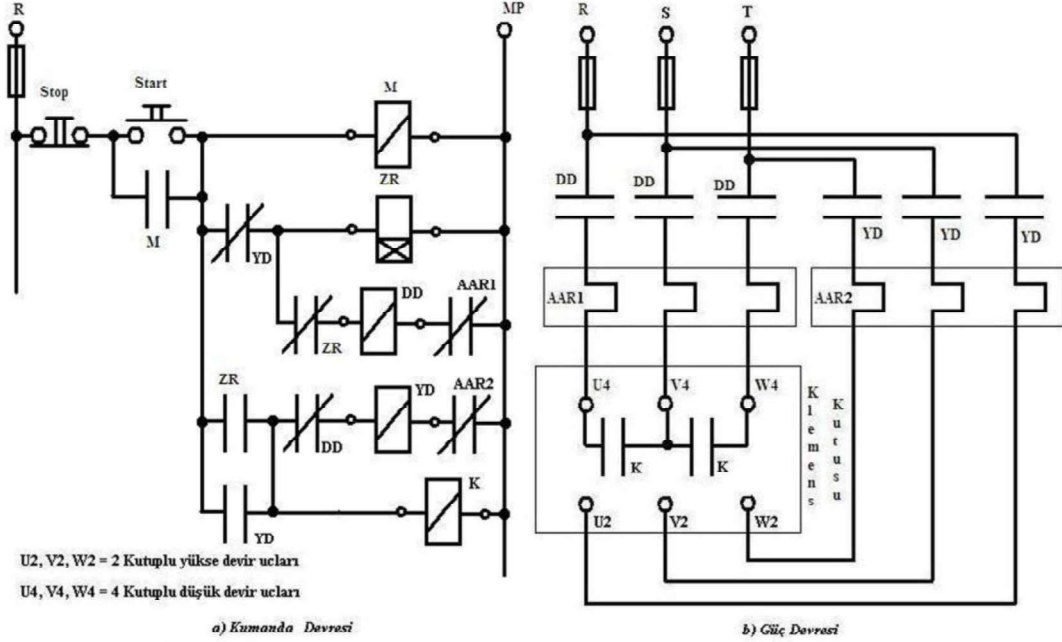 R
MP
Stop
Start
M
M
ZR
YD
DD
AAR1
ZR
ZR
YD
AAR2
DD
K
YD
U2, V2, W2 = 2 Kutuplu yükse devir ucları
U4, V4, W4 = 4 Kutuplu düşük devir ucları
a) Kumanda Devresi
R
S
T
DD
DD
DD
YD
YD
YD
AAR1
AAR2
U4
V4
W4
K
K
U2
V2
W2
Klemens
Kutusu
b) Güç Devresi